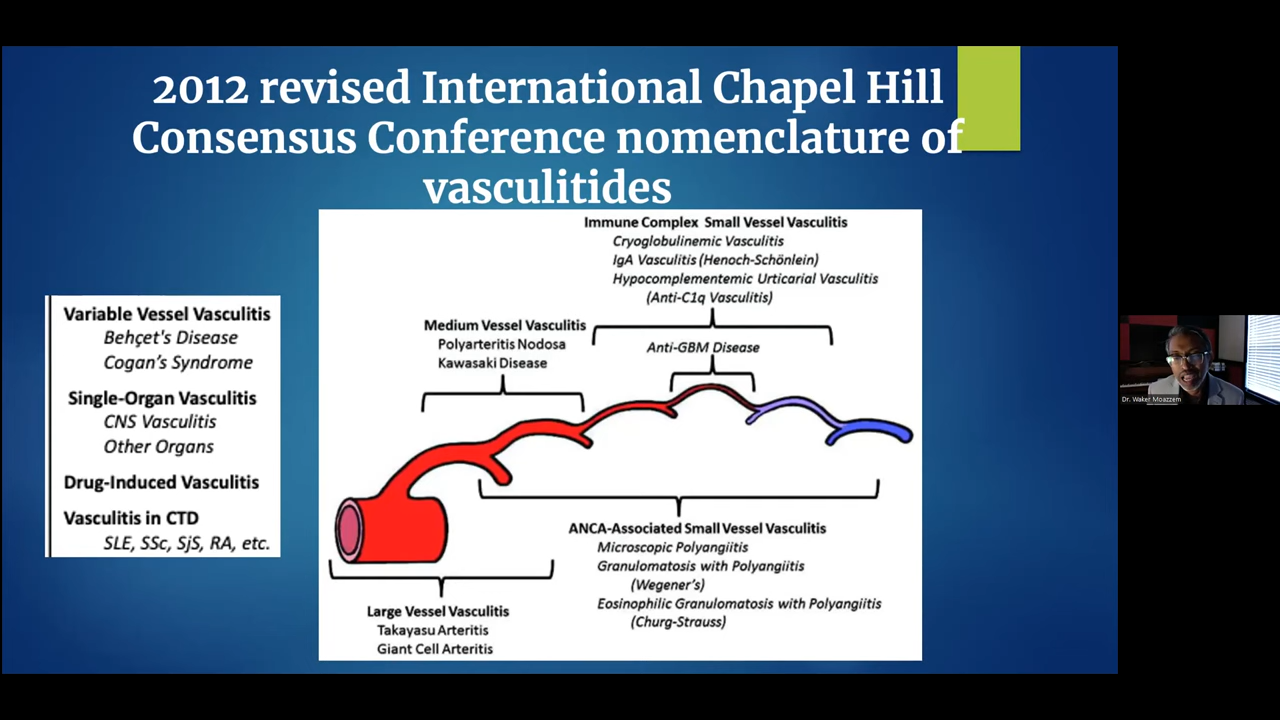 2012 revised International Chapel Hill
Consensus Conference nomenclature of
vasculitides
Variable Vessel Vasculitis
Behçet's Disease
Cogan’s Syndrome
Single-Organ Vasculitis
CNS Vasculitis
Other Organs
Drug-Induced Vasculitis
Vasculitis in CTD
SLE, SSc, SjS, RA, etc.
Immune Complex Small Vessel Vasculitis
Cryoglobulinemic Vasculitis
IgA Vasculitis (Henoch-Schönlein)
Hypocomplementemic Urticarial Vasculitis
(Anti-C1q Vasculitis)
Medium Vessel Vasculitis
Polyarteritis Nodosa
Kawasaki Disease
Anti-GBM Disease
ANCA-Associated Small Vessel Vasculitis
Microscopic Polyangiitis
Granulomatosis with Polyangiitis
(Wegener’s)
Eosinophilic Granulomatosis with Polyangiitis
(Churg-Strauss)
Large Vessel Vasculitis
Takayasu Arteritis
Giant Cell Arteritis
Dr. Waker Moazzem